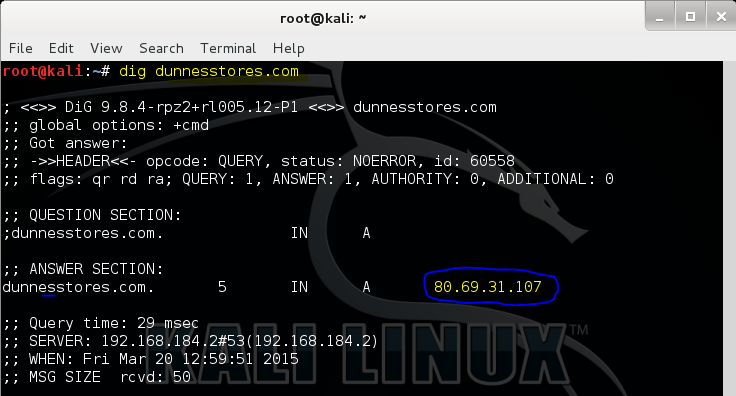 root@kali: ~
File Edit View Search Terminal Help
root@kali:~# dig dunnesstores.com
; <<>> DiG 9.8.4-rpz2+rl005.12-P1 <<>> dunnesstores.com
;; global options: +cmd
;; Got answer:
;; ->>HEADER<<- opcode: QUERY, status: NOERROR, id: 60558
;; flags: qr rd ra; QUERY: 1, ANSWER: 1, AUTHORITY: 0, ADDITIONAL: 0
;; QUESTION SECTION:
;dunnesstores.com. IN A
;; ANSWER SECTION:
dunnesstores.com. 5 IN A 80.69.31.107
;; Query time: 29 msec
;; SERVER: 192.168.184.2#53(192.168.184.2)
;; WHEN: Fri Mar 20 12:59:51 2015
;; MSG SIZE rcvd: 50
KALI LINUX™